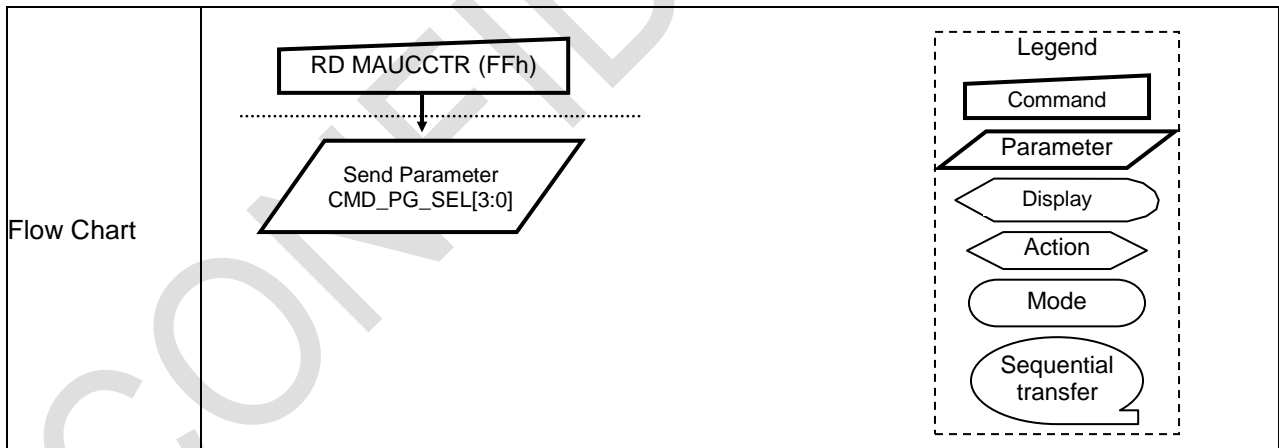 Flow Chart
RD MAUCCTR (FFh)
Send Parameter
CMD_PG_SEL[3:0]
Legend
Command
Parameter
Display
Action
Mode
Sequential
transfer